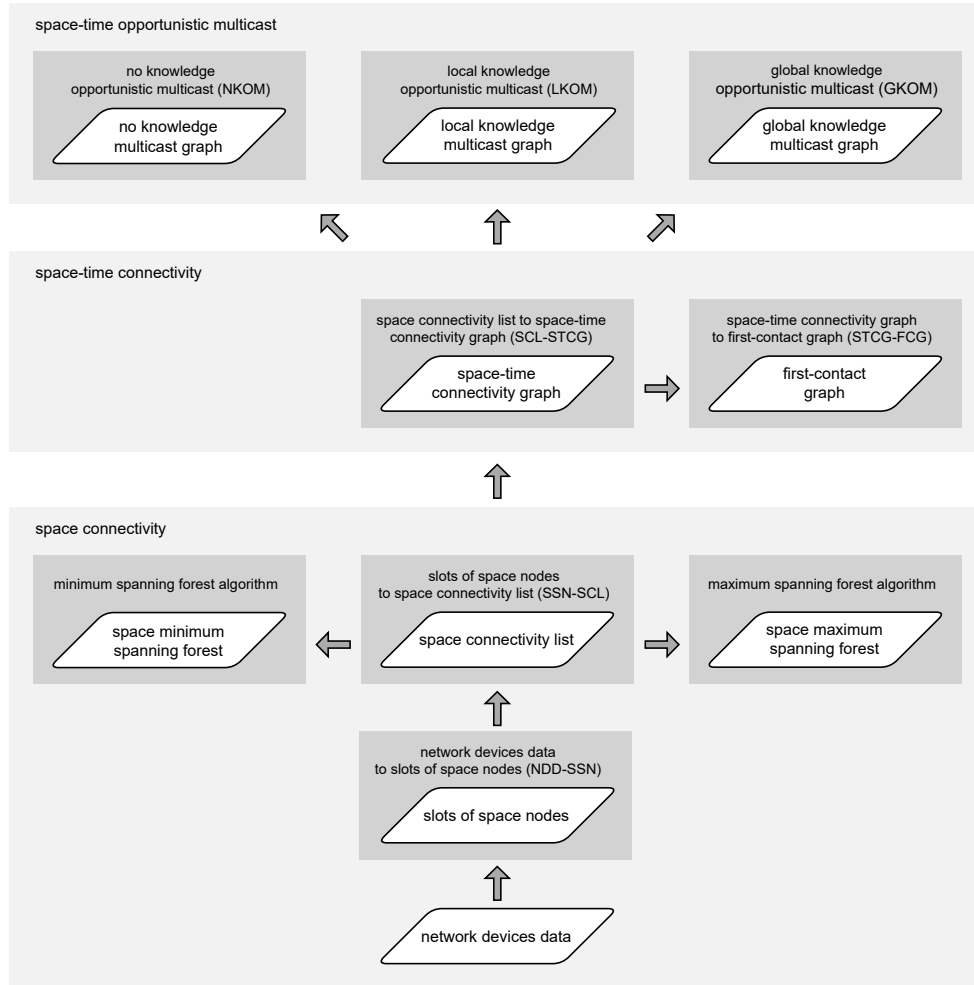 space-time opportunistic multicast
no knowledge
opportunistic multicast (NKOM)
no knowledge
multicast graph
local knowledge
opportunistic multicast (LKOM)
local knowledge
multicast graph
global knowledge
opportunistic multicast (GKOM)
global knowledge
multicast graph
space-time connectivity
space connectivity list to space-time
connectivity graph (SCL-STCG)
space-time
connectivity graph
space-time connectivity graph
to first-contact graph (STCG-FCG)
first-contact
graph
space connectivity
minimum spanning forest algorithm
space minimum
spanning forest
slots of space nodes
to space connectivity list (SSN-SCL)
space connectivity list
maximum spanning forest algorithm
space maximum
spanning forest
network devices data
to slots of space nodes (NDD-SSN)
slots of space nodes
network devices data